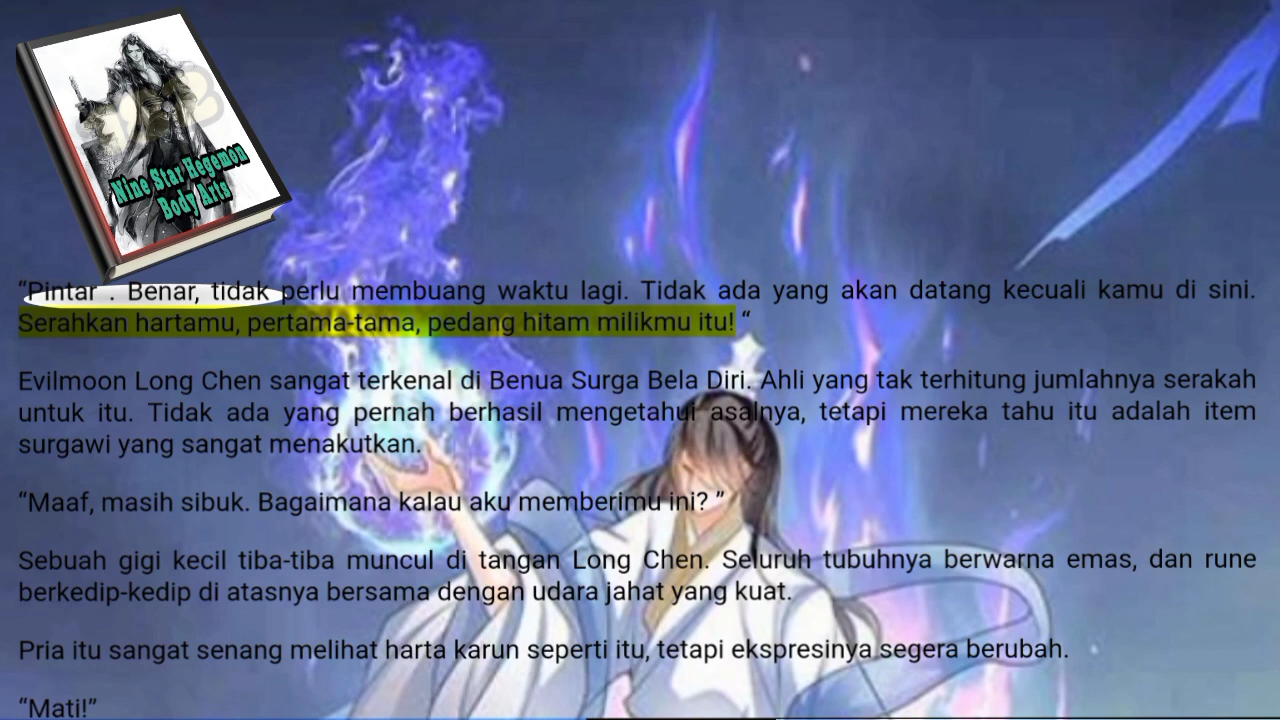 Nine Star Hegemon
Body Arts
“Pintar . Benar, tidak perlu membuang waktu lagi. Tidak ada yang akan datang kecuali kamu di sini.
Serahkan hartamu, pertama-tama, pedang hitam milikmu itu! “
Evilmoon Long Chen sangat terkenal di Benua Surga Bela Diri. Ahli yang tak terhitung jumlahnya serakah
untuk itu. Tidak ada yang pernah berhasil mengetahui asalnya, tetapi mereka tahu itu adalah item
surgawi yang sangat menakutkan.
“Maaf, masih sibuk. Bagaimana kalau aku memberimu ini? ”
Sebuah gigi kecil tiba-tiba muncul di tangan Long Chen. Seluruh tubuhnya berwarna emas, dan rune
berkedip-kedip di atasnya bersama dengan udara jahat yang kuat.
Pria itu sangat senang melihat harta karun seperti itu, tetapi ekspresinya segera berubah.
“Mati!”